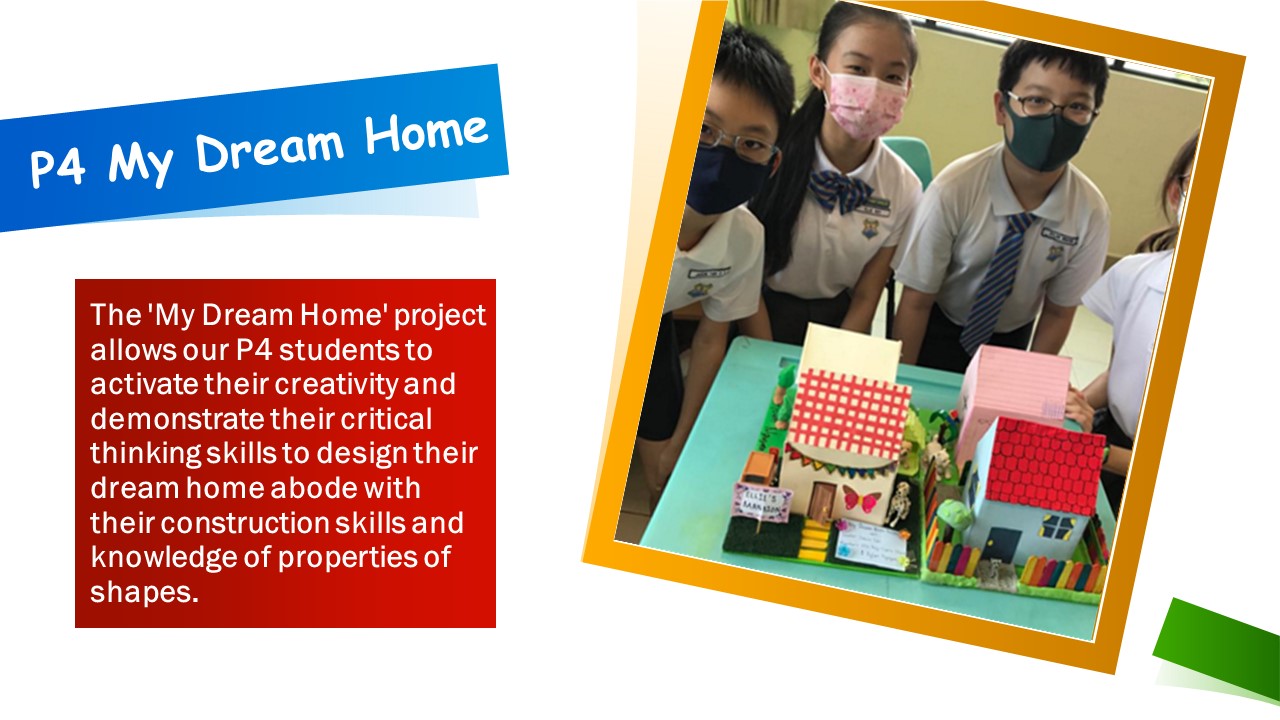 P4 My Dream Home
The 'My Dream Home' project
allows our P4 students to
activate their creativity and
demonstrate their critical
thinking skills to design their
dream home abode with
their construction skills and
knowledge of properties of
shapes.
ELLIE'S
MANSION